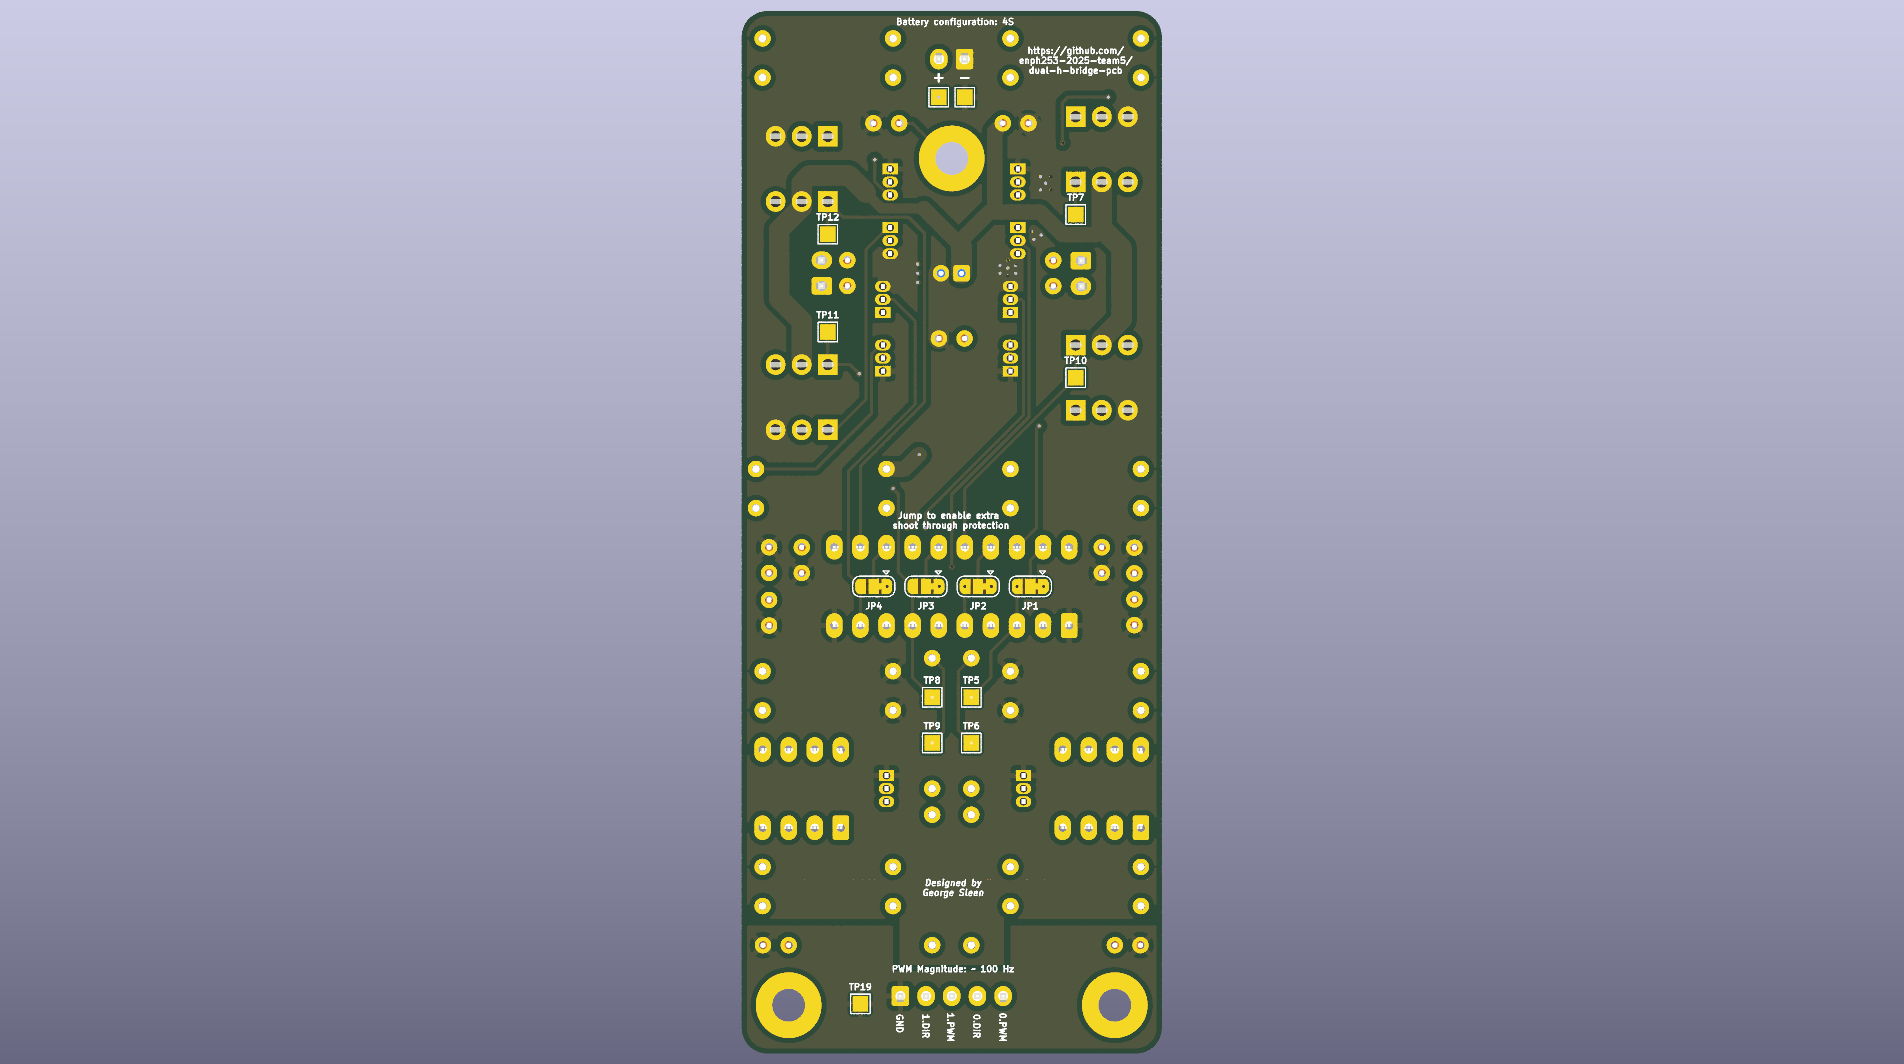 Battery configuration: 4S
https://github.com/
enph253-2025-team5/
dual-h-bridge-pcb
+ −
TP7
TP12
TP11
TP10
Jump to enable extra
shoot through protection
JP4 JP3 JP2 JP1
TP8 TP5
TP9 TP6
Designed by
George Sleen
PWM Magnitude: ~ 100 Hz
TP19
GND
1.DIR
1.PWM
0.DIR
0.PWM